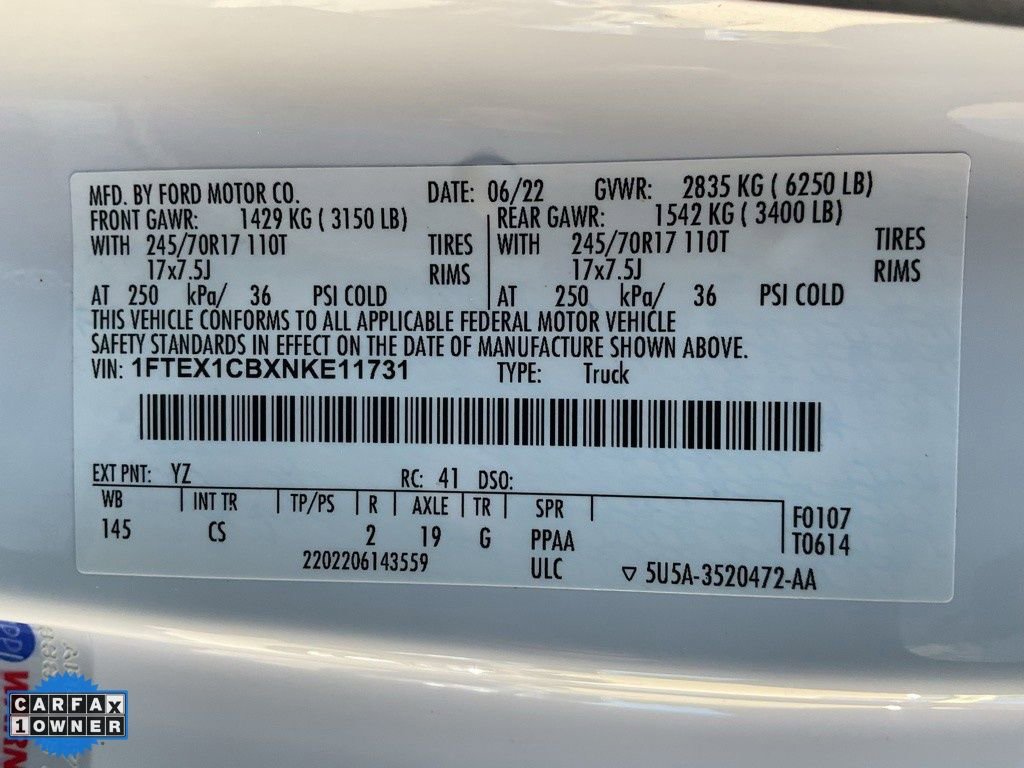 MFD. BY FORD MOTOR CO. DATE: 06/22 GVWR: 2835 KG ( 6250 LB)
FRONT GAWR: 1429 KG ( 3150 LB) REAR GAWR: 1542 KG ( 3400 LB)
WITH 245/70R17 110T TIRES WITH 245/70R17 110T TIRES
17x7.5J RIMS 17x7.5J RIMS
AT 250 kPa/ 36 PSI COLD AT 250 kPa/ 36 PSI COLD
THIS VEHICLE CONFORMS TO ALL APPLICABLE FEDERAL MOTOR VEHICLE
SAFETY STANDARDS IN EFFECT ON THE DATE OF MANUFACTURE SHOWN ABOVE.
VIN: 1FTEX1CBXNKE11731 TYPE: Truck
EXT PNT: YZ RC: 41 DSO:
WB INT TR TP/PS R AXLE TR SPR F0107
145 CS 2 19 G PPAA T0614
2202206143559 ULC ▽ 5U5A-3520472-AA
CARFAX
1 OWNER